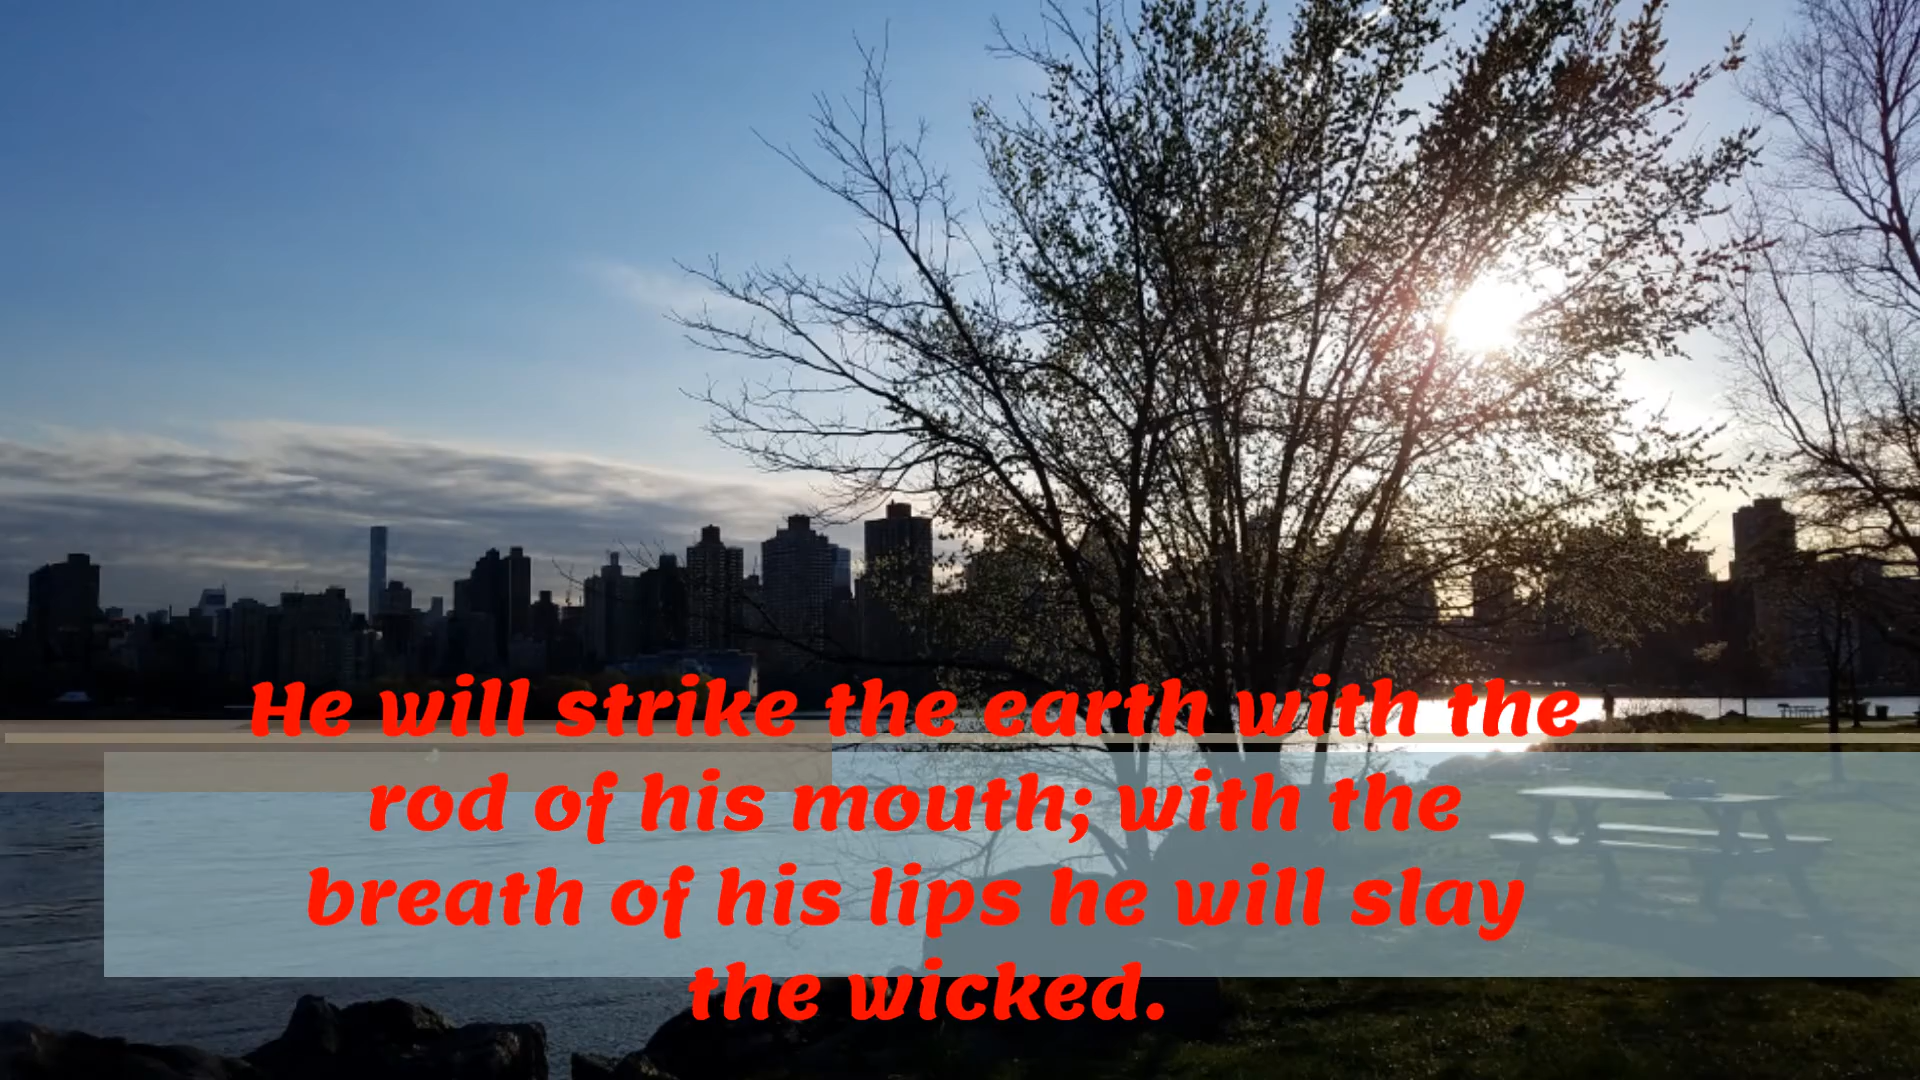 He will strike the earth with the
rod of his mouth; with the
breath of his lips he will slay
the wicked.